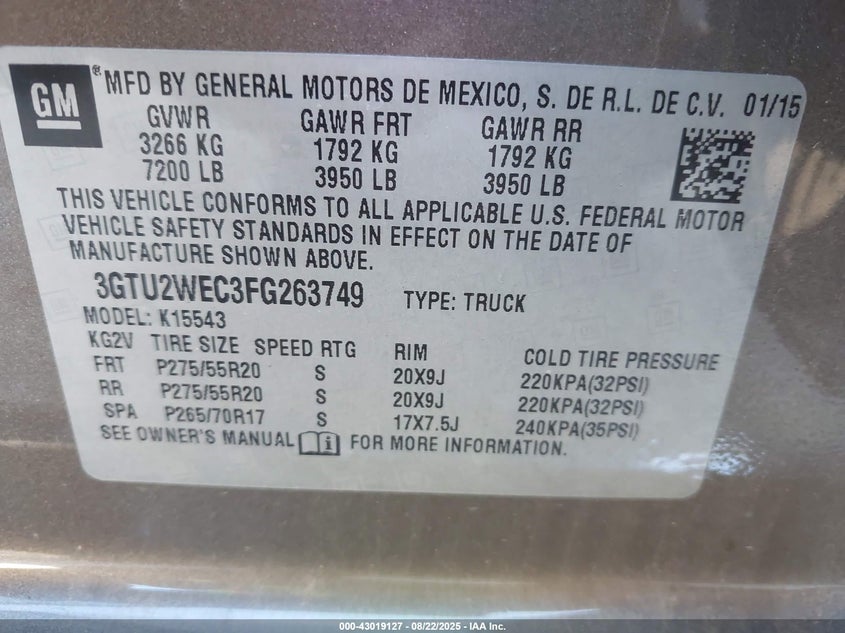 GM
® MFD BY GENERAL MOTORS DE MEXICO, S. DE R.L. DE C.V. 01/15
GVWR GAWR FRT GAWR RR
3266 KG 1792 KG 1792 KG
7200 LB 3950 LB 3950 LB
THIS VEHICLE CONFORMS TO ALL APPLICABLE U.S. FEDERAL MOTOR
VEHICLE SAFETY STANDARDS IN EFFECT ON THE DATE OF
MANUFACTURE SHOWN ABOVE.
3GTU2WEC3FG263749 TYPE: TRUCK
MODEL: K15543
KG2V TIRE SIZE SPEED RTG RIM COLD TIRE PRESSURE
FRT P275/55R20 S 20X9J 220KPA(32PSI)
RR P275/55R20 S 20X9J 220KPA(32PSI)
SPA P265/70R17 S 17X7.5J 240KPA(35PSI)
SEE OWNER'S MANUAL FOR MORE INFORMATION.
000-43019127 - 08/22/2025 - IAA Inc.